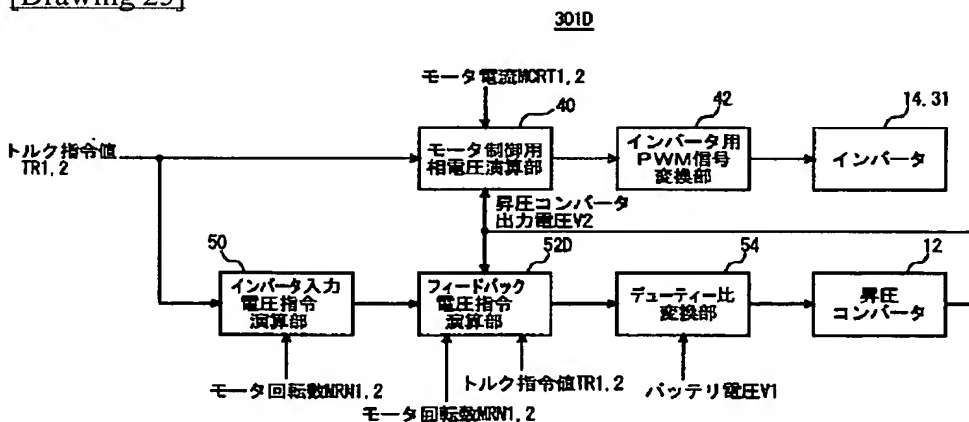 [Drawing 25]
301D
モータ電流MCRT1,2
40
42
14,31
トルク指令値
TR1,2
モータ制御用
相電圧演算部
インバータ用
PWM信号
変換部
インバータ
昇圧コンバータ
出力電圧V2
50
52D
54
12
インバータ入力
電圧指令
演算部
フィードバック
電圧指令
演算部
デューティー比
変換部
昇圧
コンバータ
モータ回転数MRN1,2
トルク指令値TR1,2
バッテリ電圧V1
モータ回転数MRN1,2